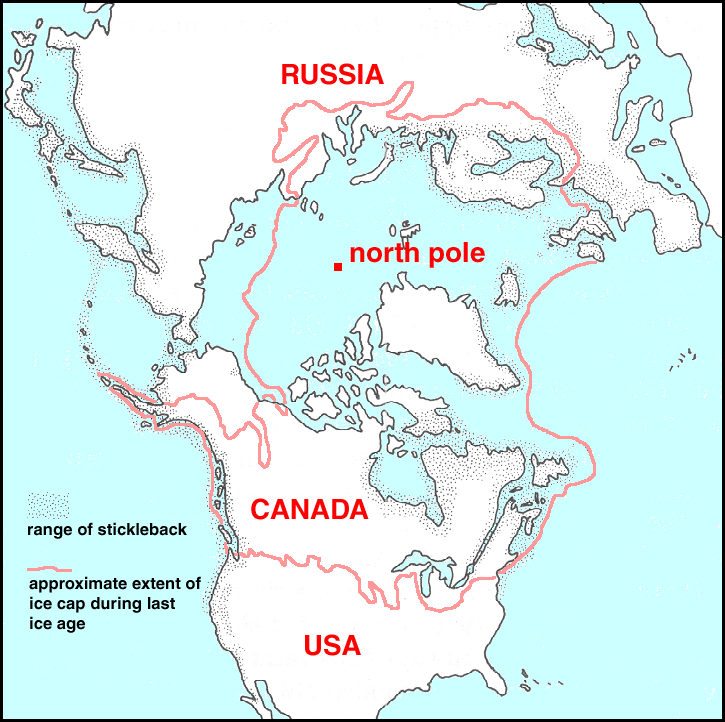 RUSSIA
north pole
CANADA
range of stickleback
approximate extent of
ice cap during last
ice age
USA